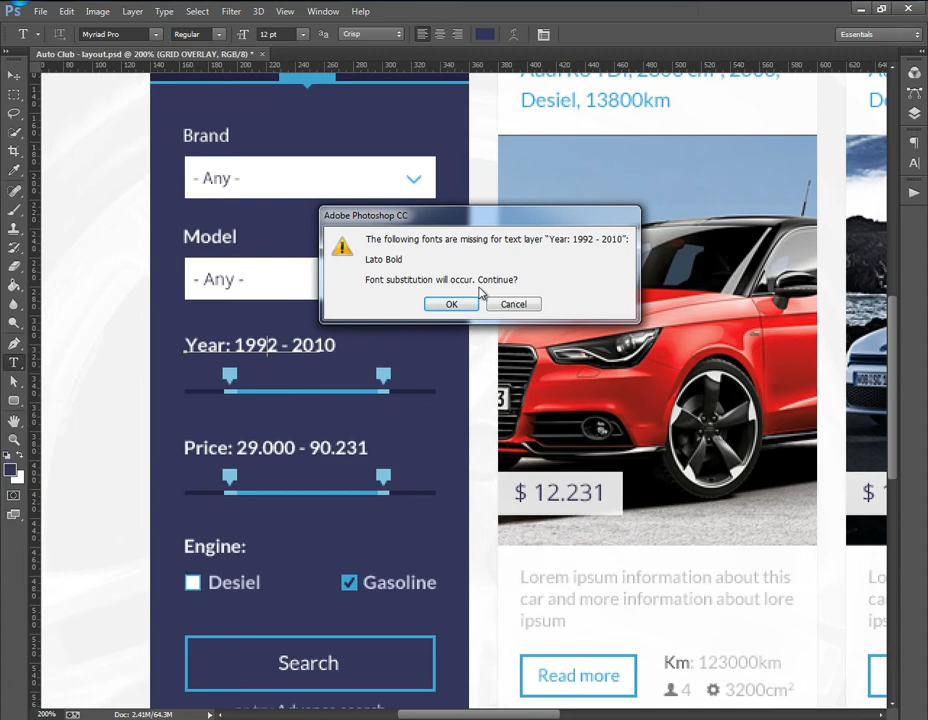 Ps File Edit Image Layer Type Select Filter 3D View Window Help
T Myriad Pro Regular 12 pt Crisp Essentials
Auto Club - layout.psd @ 200% (GRID OVERLAY, RGB/8) *
Desiel, 13800km
Brand
- Any -
Model
- Any -
Adobe Photoshop CC
The following fonts are missing for text layer "Year: 1992 - 2010":
Lato Bold
Font substitution will occur. Continue?
OK Cancel
Year: 1992 - 2010
Price: 29.000 - 90.231
$ 12.231
$
Engine:
Desiel Gasoline
Lorem ipsum information about this
car and more information about lore
ipsum
Search
Read more
Km: 123000km
4 3200cm²
200% Doc: 2.41M/64.3M